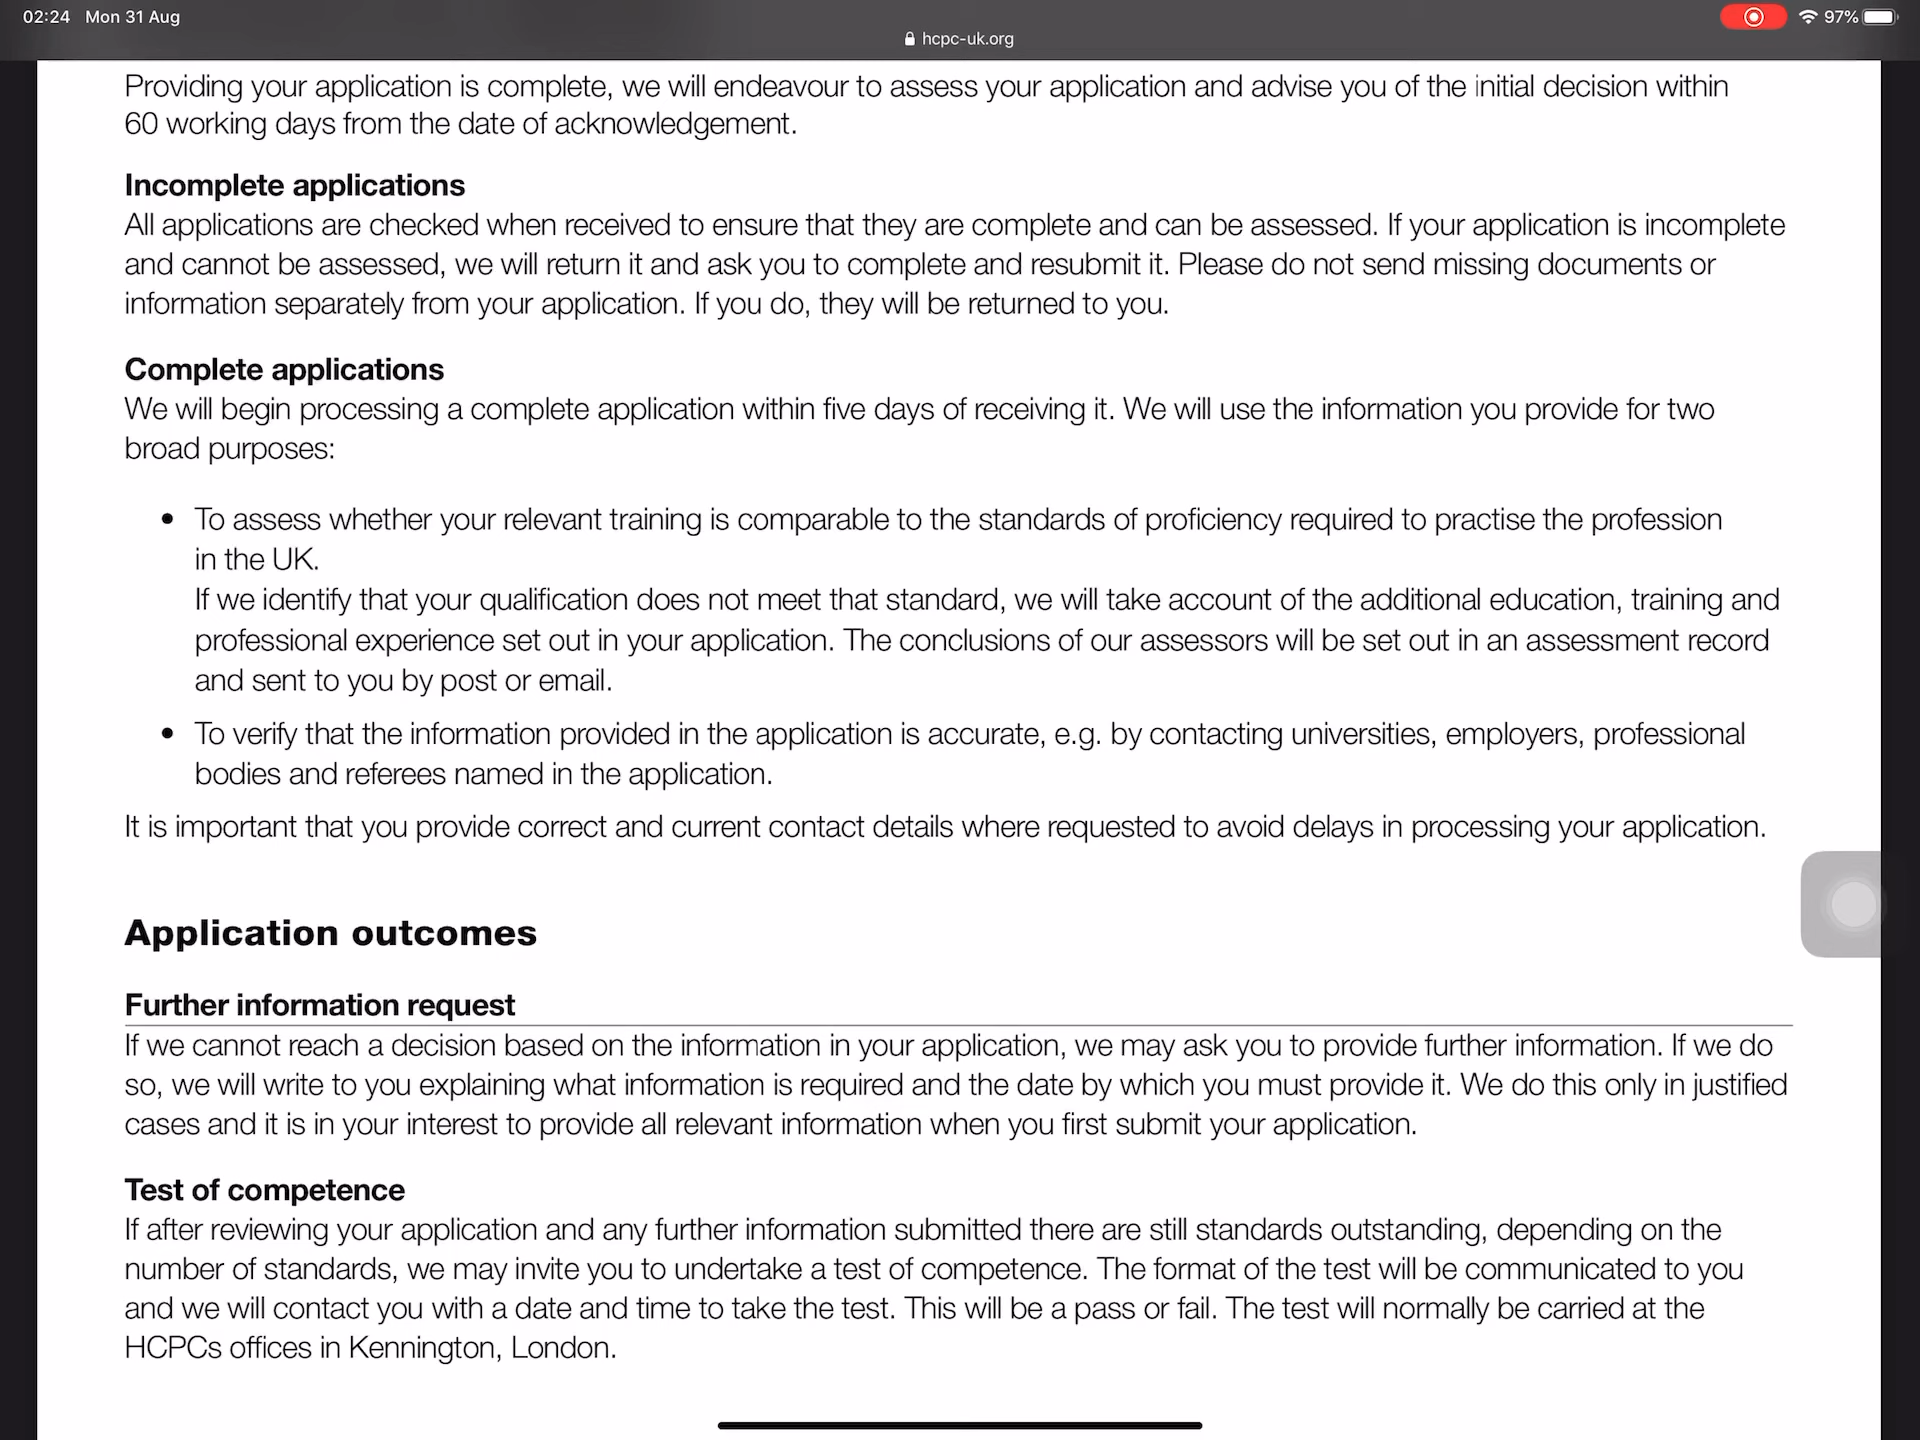 02:24 Mon 31 Aug
97%
hcpc-uk.org
Providing your application is complete, we will endeavour to assess your application and advise you of the initial decision within
60 working days from the date of acknowledgement.
Incomplete applications
All applications are checked when received to ensure that they are complete and can be assessed. If your application is incomplete
and cannot be assessed, we will return it and ask you to complete and resubmit it. Please do not send missing documents or
information separately from your application. If you do, they will be returned to you.
Complete applications
We will begin processing a complete application within five days of receiving it. We will use the information you provide for two
broad purposes:
• To assess whether your relevant training is comparable to the standards of proficiency required to practise the profession
in the UK.
If we identify that your qualification does not meet that standard, we will take account of the additional education, training and
professional experience set out in your application. The conclusions of our assessors will be set out in an assessment record
and sent to you by post or email.
• To verify that the information provided in the application is accurate, e.g. by contacting universities, employers, professional
bodies and referees named in the application.
It is important that you provide correct and current contact details where requested to avoid delays in processing your application.
Application outcomes
Further information request
If we cannot reach a decision based on the information in your application, we may ask you to provide further information. If we do
so, we will write to you explaining what information is required and the date by which you must provide it. We do this only in justified
cases and it is in your interest to provide all relevant information when you first submit your application.
Test of competence
If after reviewing your application and any further information submitted there are still standards outstanding, depending on the
number of standards, we may invite you to undertake a test of competence. The format of the test will be communicated to you
and we will contact you with a date and time to take the test. This will be a pass or fail. The test will normally be carried at the
HCPCs offices in Kennington, London.